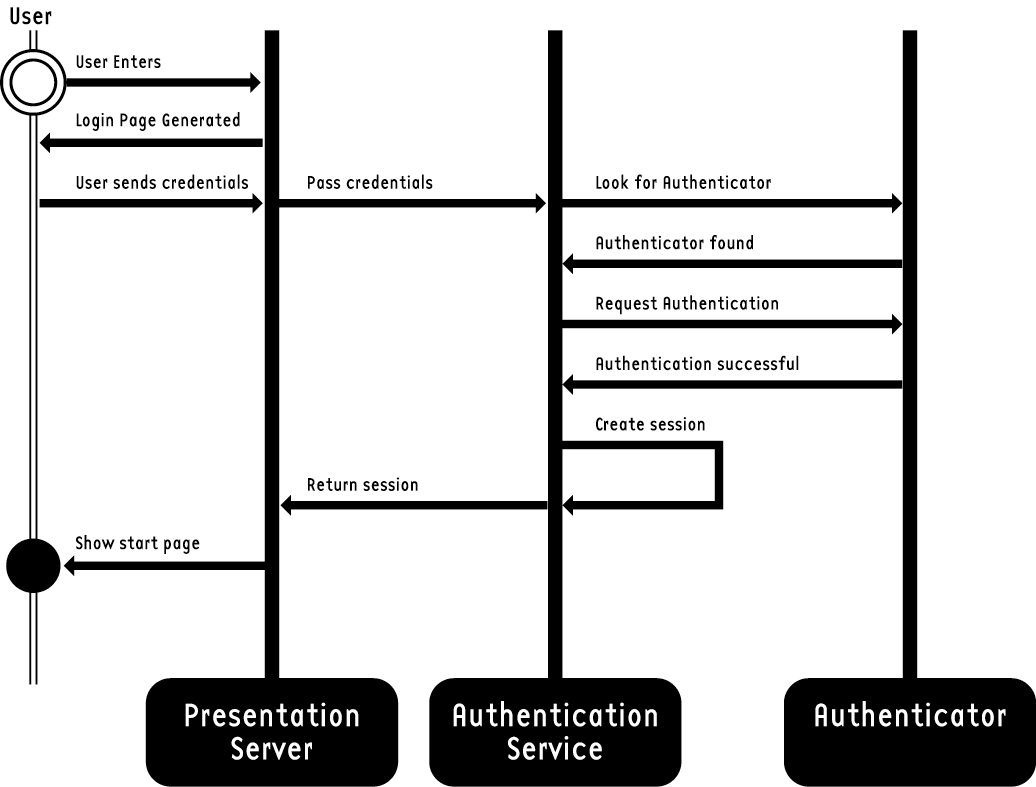 User
User Enters
Login Page Generated
User sends credentials
Pass credentials
Look for Authenticator
Authenticator found
Request Authentication
Authentication successful
Create session
Return session
Show start page
Presentation
Server
Authentication
Service
Authenticator